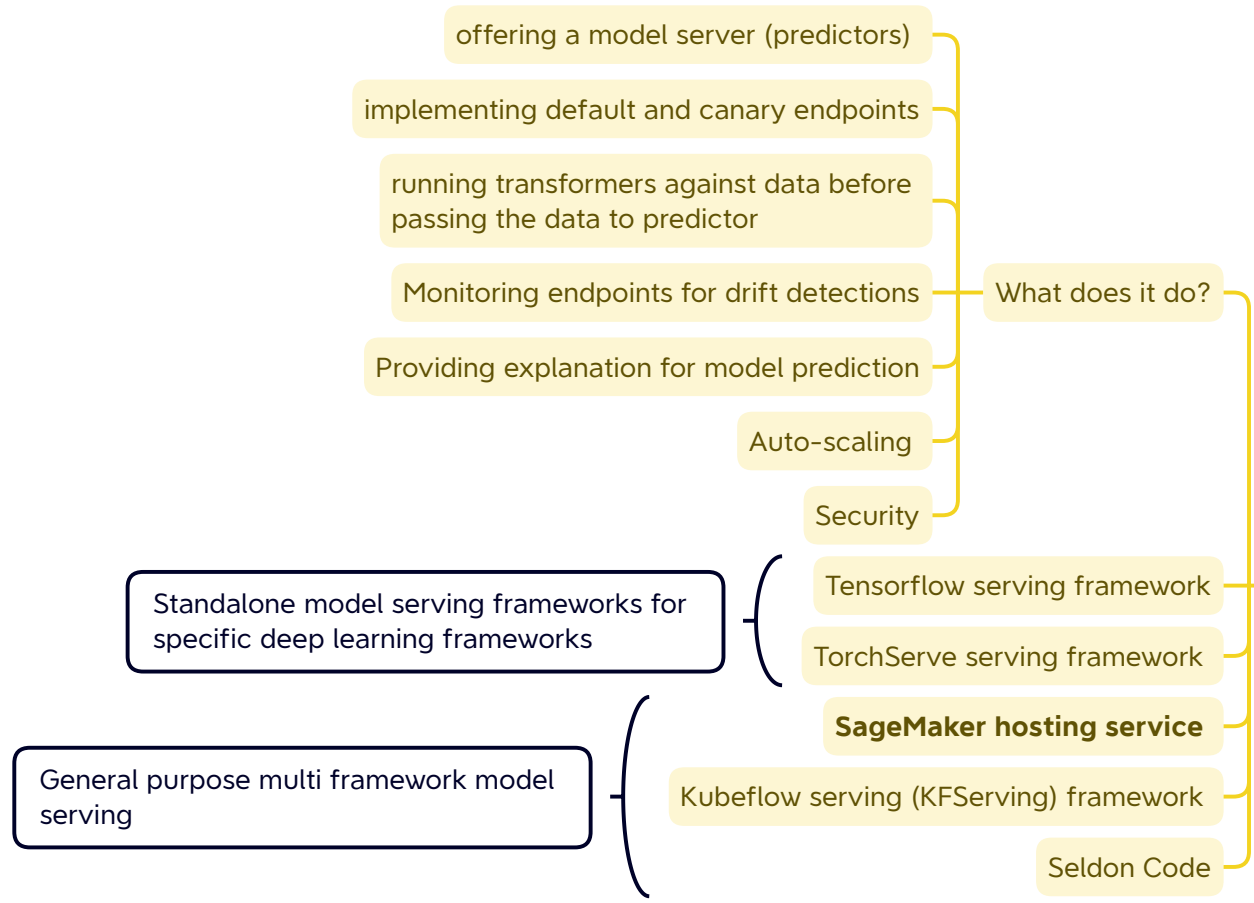 offering a model server (predictors)
implementing default and canary endpoints
running transformers against data before
passing the data to predictor
Monitoring endpoints for drift detections
What does it do?
Providing explanation for model prediction
Auto-scaling
Security
Tensorflow serving framework
Standalone model serving frameworks for
specific deep learning frameworks
TorchServe serving framework
SageMaker hosting service
General purpose multi framework model
serving
Kubeflow serving (KFServing) framework
Seldon Code